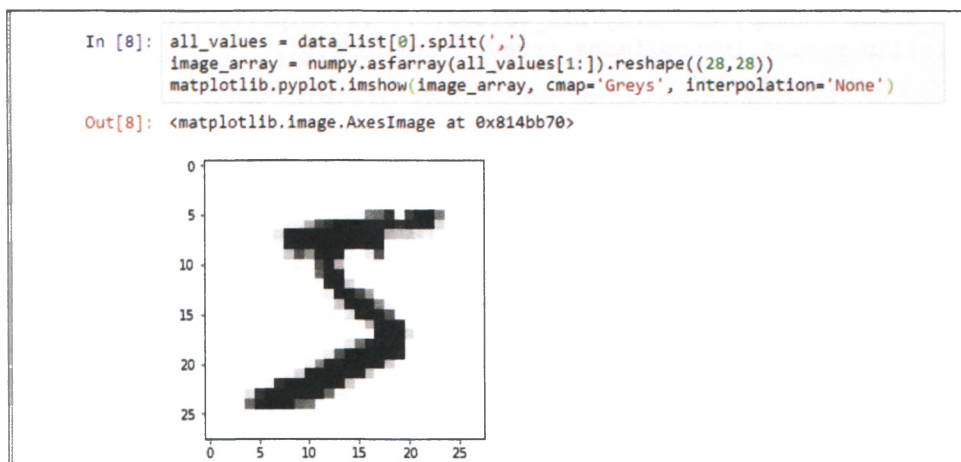 In [8]: all_values = data_list[0].split(',')
image_array = numpy.asfarray(all_values[1:]).reshape((28,28))
matplotlib.pyplot.imshow(image_array, cmap='Greys', interpolation='None')
Out[8]: <matplotlib.image.AxesImage at 0x814bb70>
0
5
10
15
20
25
0 5 10 15 20 25